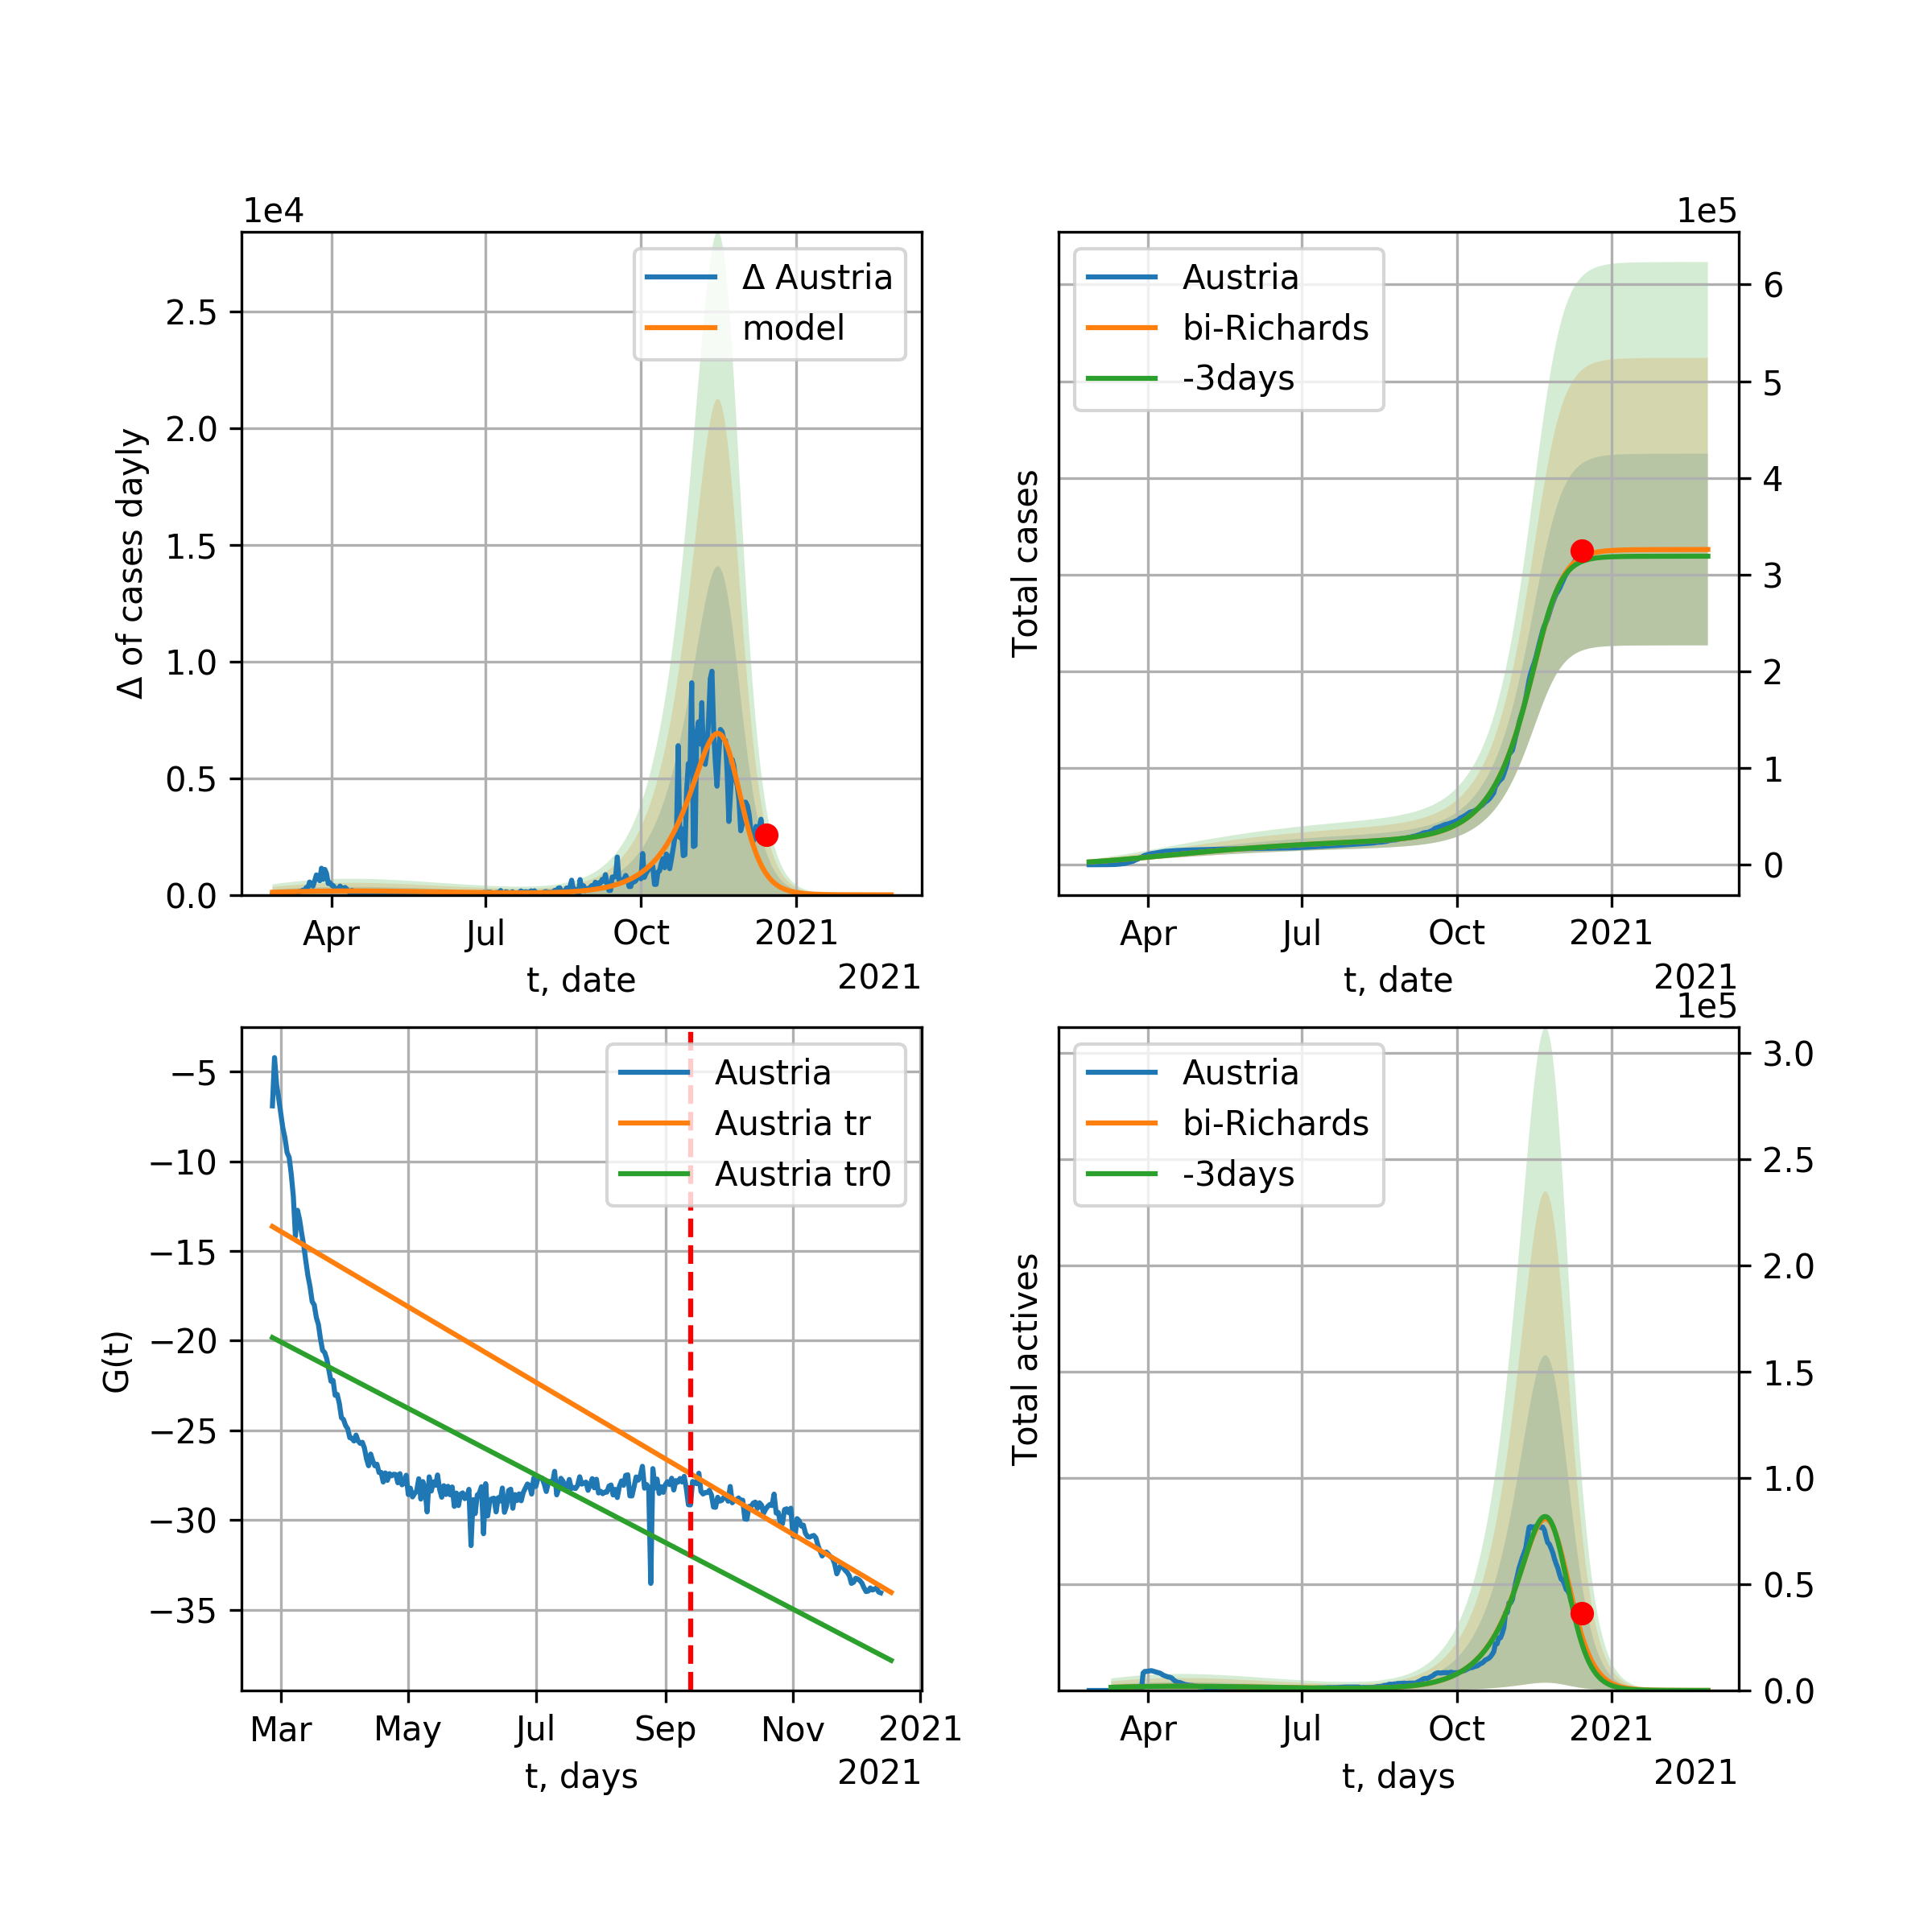 1e4
Δ of cases dayly
2.5
2.0
1.5
1.0
0.5
0.0
Δ Austria
model
Apr Jul Oct 2021
t, date
2021
1e5
Total cases
Austria
bi-Richards
-3days
6
5
4
3
2
1
0
Apr Jul Oct 2021
t, date
2021
G(t)
−5
−10
−15
−20
−25
−30
−35
Austria
Austria tr
Austria tr0
Mar May Jul Sep Nov 2021
t, days
2021
1e5
Total actives
Austria
bi-Richards
-3days
3.0
2.5
2.0
1.5
1.0
0.5
0.0
Apr Jul Oct 2021
t, days
2021